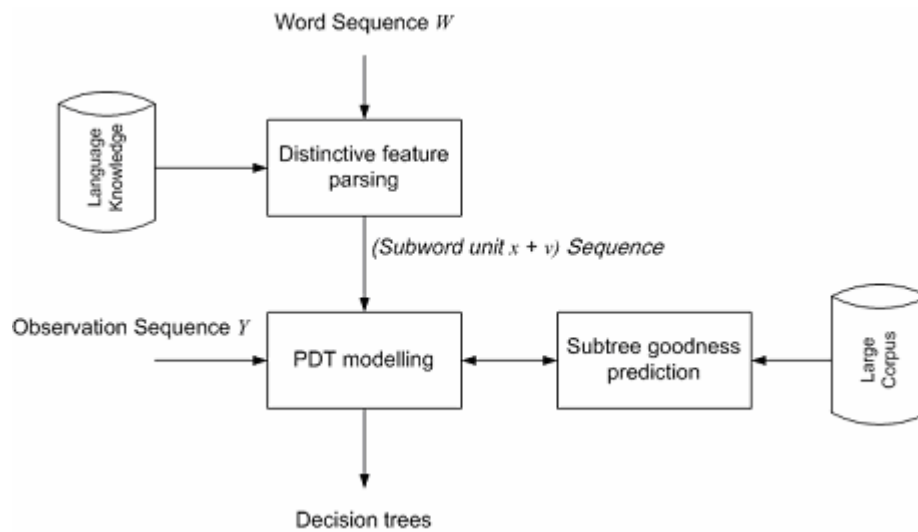 Word Sequence W
Language
Knowledge
Distinctive feature
parsing
(Subword unit x + v) Sequence
Observation Sequence Y
PDT modelling
Subtree goodness
prediction
Large
Corpus
Decision trees